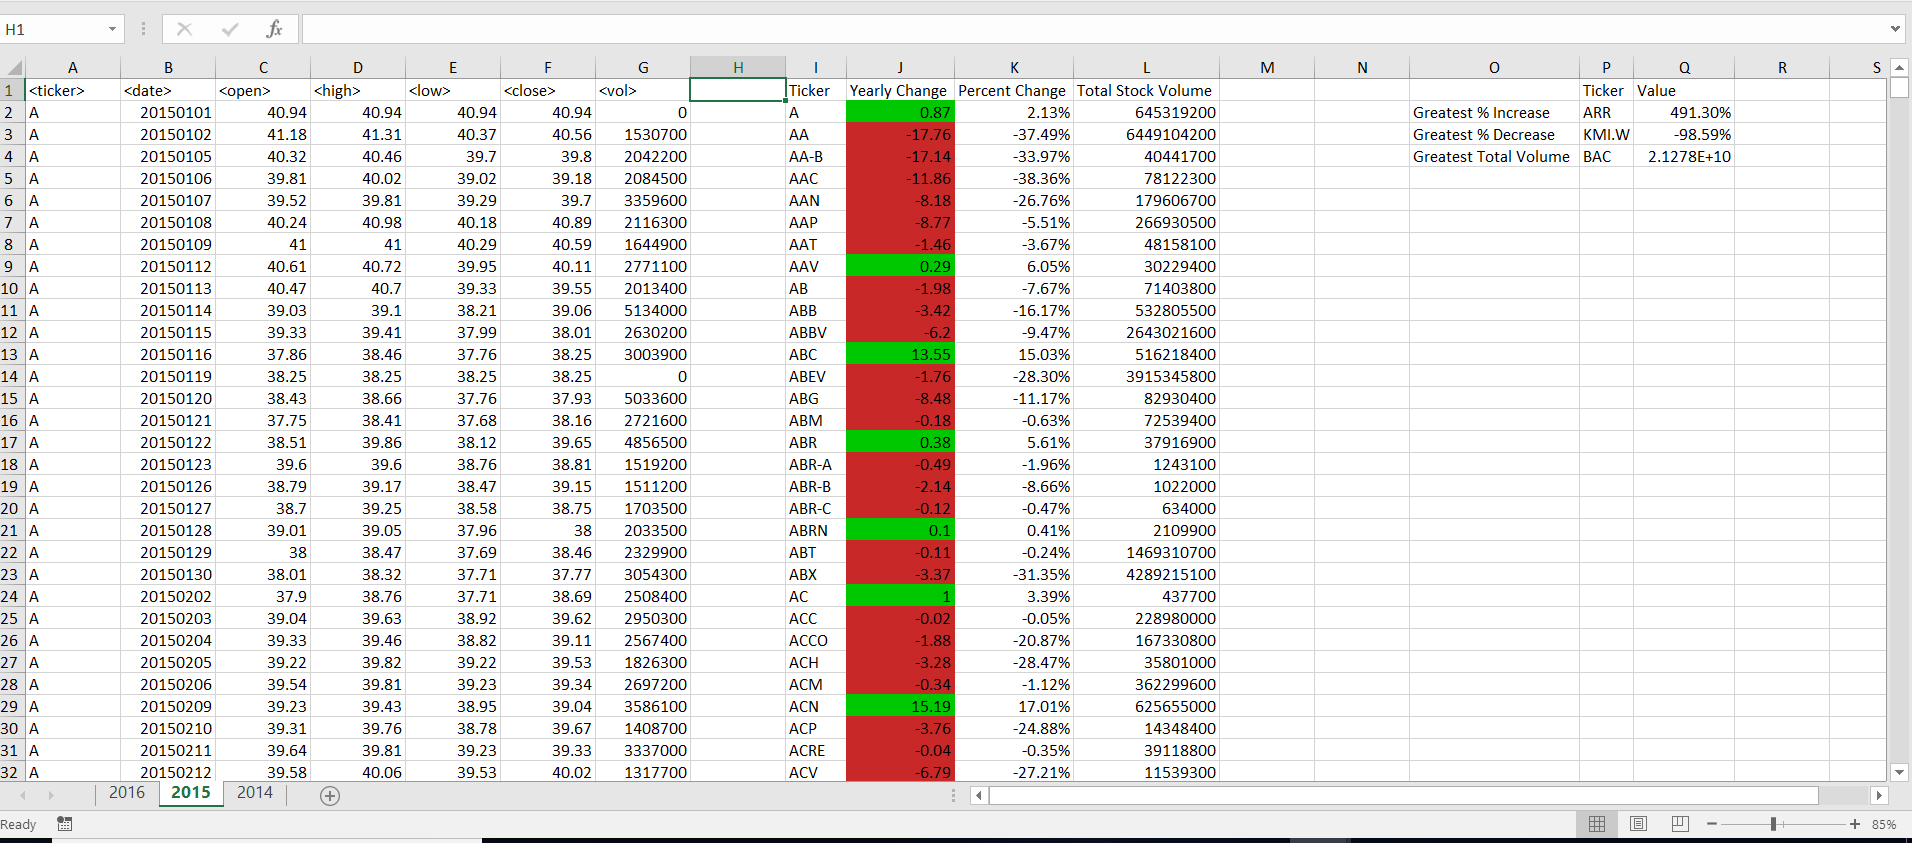 H1 fx
A B C D E F G H I J K L M N O P Q R S
1 <ticker> <date> <open> <high> <low> <close> <vol> Ticker Yearly Change Percent Change Total Stock Volume Ticker Value
2 A 20150101 40.94 40.94 40.94 40.94 0 A 0.87 2.13% 645319200 Greatest % Increase ARR 491.30%
3 A 20150102 41.18 41.31 40.37 40.56 1530700 AA -17.76 -37.49% 6449104200 Greatest % Decrease KMI.W -98.59%
4 A 20150105 40.32 40.46 39.7 39.8 2042200 AA-B -17.14 -33.97% 40441700 Greatest Total Volume BAC 2.1278E+10
5 A 20150106 39.81 40.02 39.02 39.18 2084500 AAC -11.86 -38.36% 78122300
6 A 20150107 39.52 39.81 39.29 39.7 3359600 AAN -8.18 -26.76% 179606700
7 A 20150108 40.24 40.98 40.18 40.89 2116300 AAP -8.77 -5.51% 266930500
8 A 20150109 41 41 40.29 40.59 1644900 AAT -1.46 -3.67% 48158100
9 A 20150112 40.61 40.72 39.95 40.11 2771100 AAV 0.29 6.05% 30229400
10 A 20150113 40.47 40.7 39.33 39.55 2013400 AB -1.98 -7.67% 71403800
11 A 20150114 39.03 39.1 38.21 39.06 5134000 ABB -3.42 -16.17% 532805500
12 A 20150115 39.33 39.41 37.99 38.01 2630200 ABBV -6.2 -9.47% 2643021600
13 A 20150116 37.86 38.46 37.76 38.25 3003900 ABC 13.55 15.03% 516218400
14 A 20150119 38.25 38.25 38.25 38.25 0 ABEV -1.76 -28.30% 3915345800
15 A 20150120 38.43 38.66 37.76 37.93 5033600 ABG -8.48 -11.17% 82930400
16 A 20150121 37.75 38.41 37.68 38.16 2721600 ABM -0.18 -0.63% 72539400
17 A 20150122 38.51 39.86 38.12 39.65 4856500 ABR 0.38 5.61% 37916900
18 A 20150123 39.6 39.6 38.76 38.81 1519200 ABR-A -0.49 -1.96% 1243100
19 A 20150126 38.79 39.17 38.47 39.15 1511200 ABR-B -2.14 -8.66% 1022000
20 A 20150127 38.7 39.25 38.58 38.75 1703500 ABR-C -0.12 -0.47% 634000
21 A 20150128 39.01 39.05 37.96 38 2033500 ABRN 0.1 0.41% 2109900
22 A 20150129 38 38.47 37.69 38.46 2329900 ABT -0.11 -0.24% 1469310700
23 A 20150130 38.01 38.32 37.71 37.77 3054300 ABX -3.37 -31.35% 4289215100
24 A 20150202 37.9 38.76 37.71 38.69 2508400 AC 1 3.39% 437700
25 A 20150203 39.04 39.63 38.92 39.62 2950300 ACC -0.02 -0.05% 228980000
26 A 20150204 39.33 39.46 38.82 39.11 2567400 ACCO -1.88 -20.87% 167330800
27 A 20150205 39.22 39.82 39.22 39.53 1826300 ACH -3.28 -28.47% 35801000
28 A 20150206 39.54 39.81 39.23 39.34 2697200 ACM -0.34 -1.12% 362299600
29 A 20150209 39.23 39.43 38.95 39.04 3586100 ACN 15.19 17.01% 625655000
30 A 20150210 39.31 39.76 38.78 39.67 1408700 ACP -3.76 -24.88% 14348400
31 A 20150211 39.64 39.81 39.23 39.33 3337000 ACRE -0.04 -0.35% 39118800
32 A 20150212 39.58 40.06 39.53 40.02 1317700 ACV -6.79 -27.21% 11539300
2016 2015 2014
Ready 85%